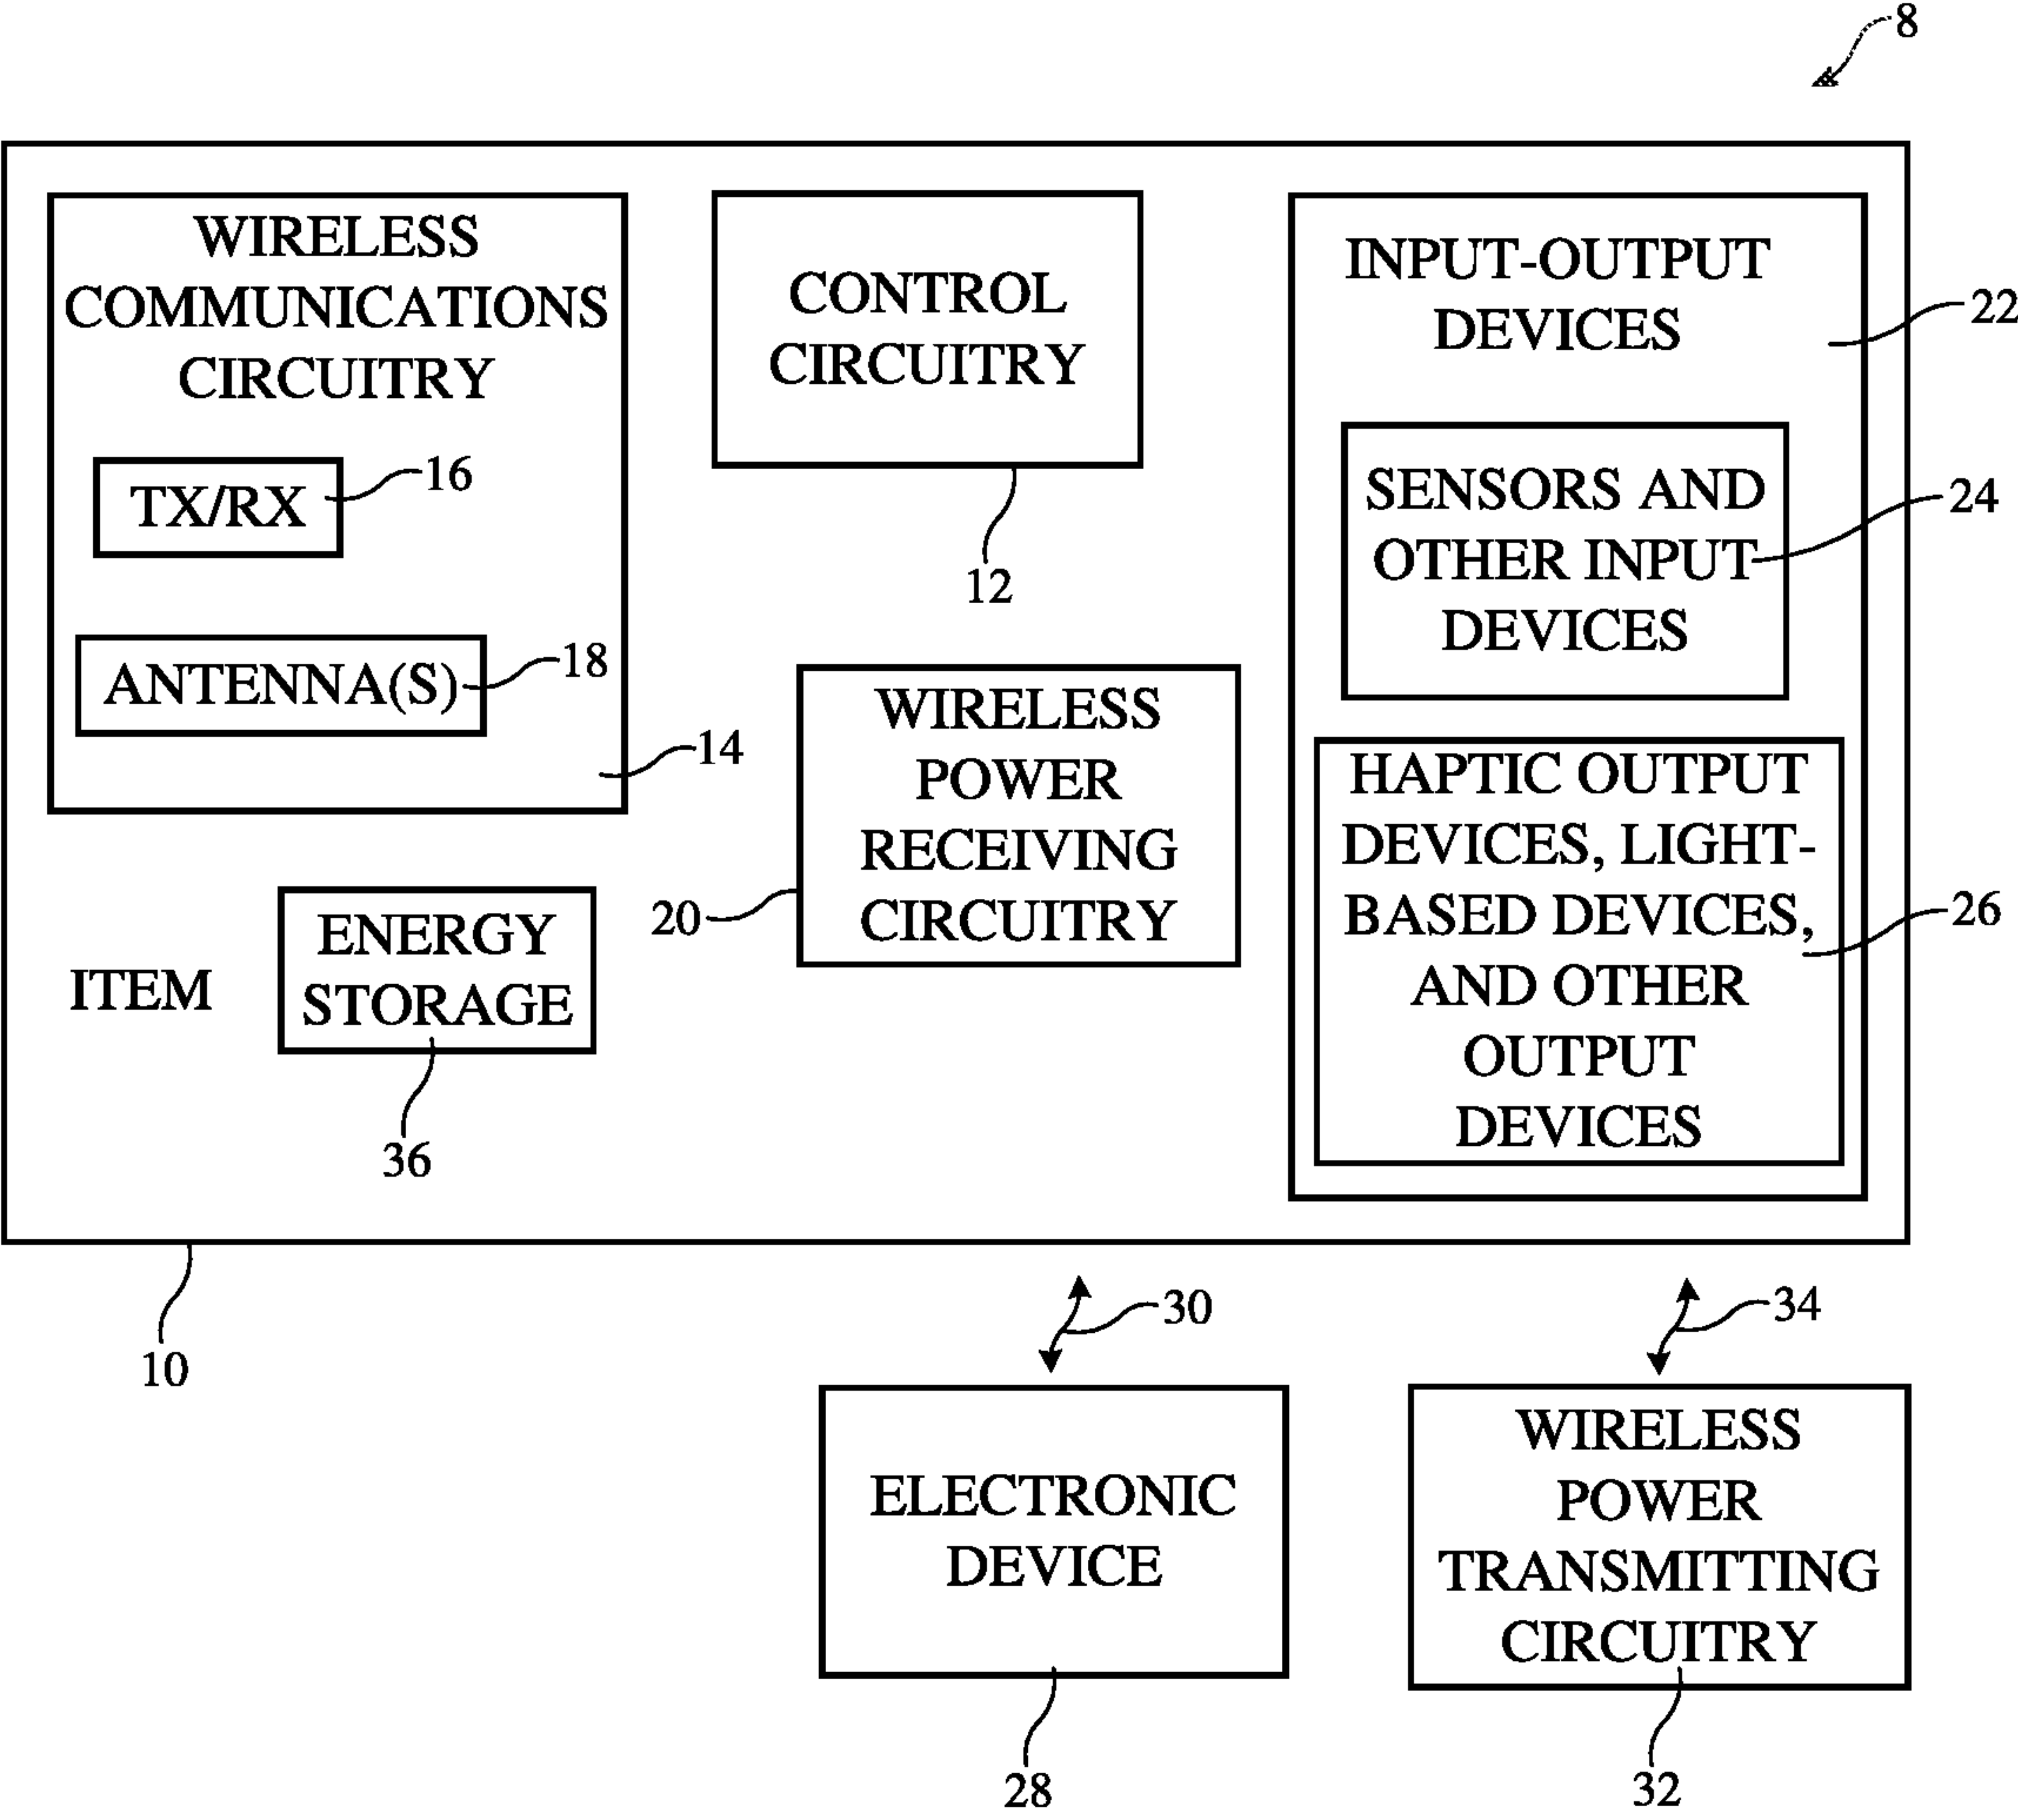 8
WIRELESS
COMMUNICATIONS
CIRCUITRY
TX/RX
16
ANTENNA(S)
18
14
CONTROL
CIRCUITRY
12
INPUT-OUTPUT
DEVICES
22
SENSORS AND
OTHER INPUT
DEVICES
24
WIRELESS
POWER
RECEIVING
CIRCUITRY
20
HAPTIC OUTPUT
DEVICES, LIGHT-
BASED DEVICES,
AND OTHER
OUTPUT
DEVICES
26
ITEM
ENERGY
STORAGE
36
10
30
34
ELECTRONIC
DEVICE
28
WIRELESS
POWER
TRANSMITTING
CIRCUITRY
32